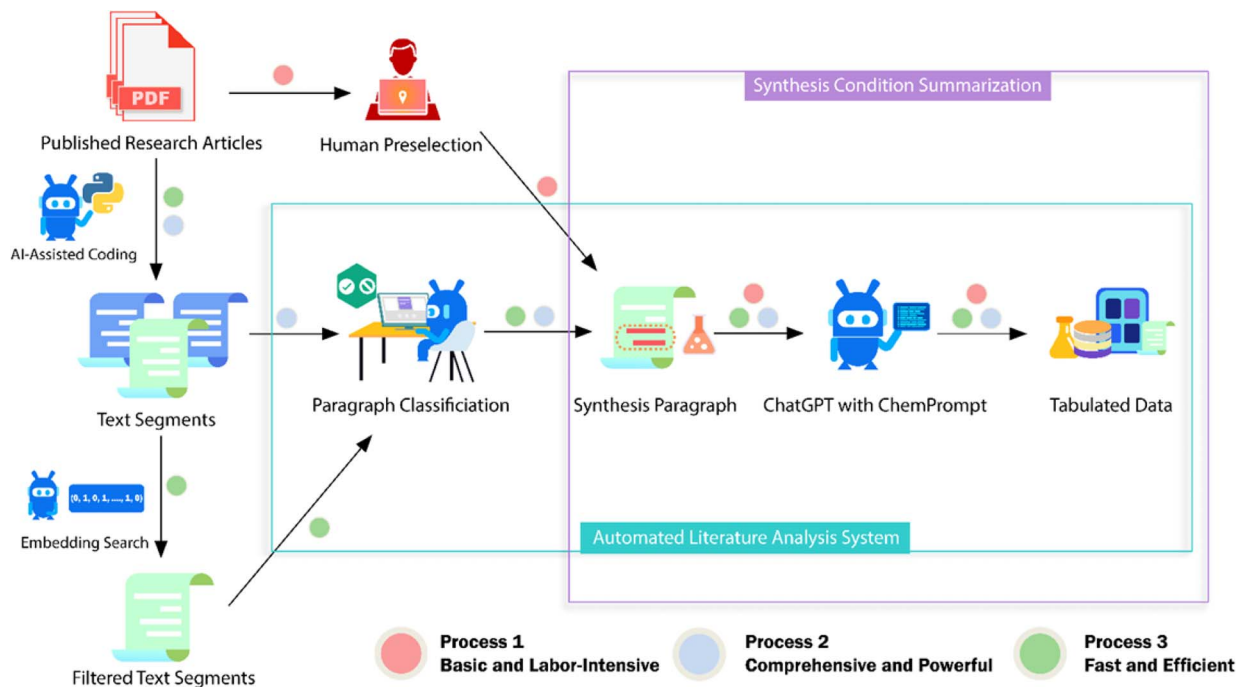 PDF
Published Research Articles
Human Preselection
Synthesis Condition Summarization
AI-Assisted Coding
Text Segments
Paragraph Classificiation
Synthesis Paragraph
ChatGPT with ChemPrompt
Tabulated Data
{0, 1, 0, 1, ...., 1, 0}
Embedding Search
Automated Literature Analysis System
Filtered Text Segments
Process 1
Basic and Labor-Intensive
Process 2
Comprehensive and Powerful
Process 3
Fast and Efficient